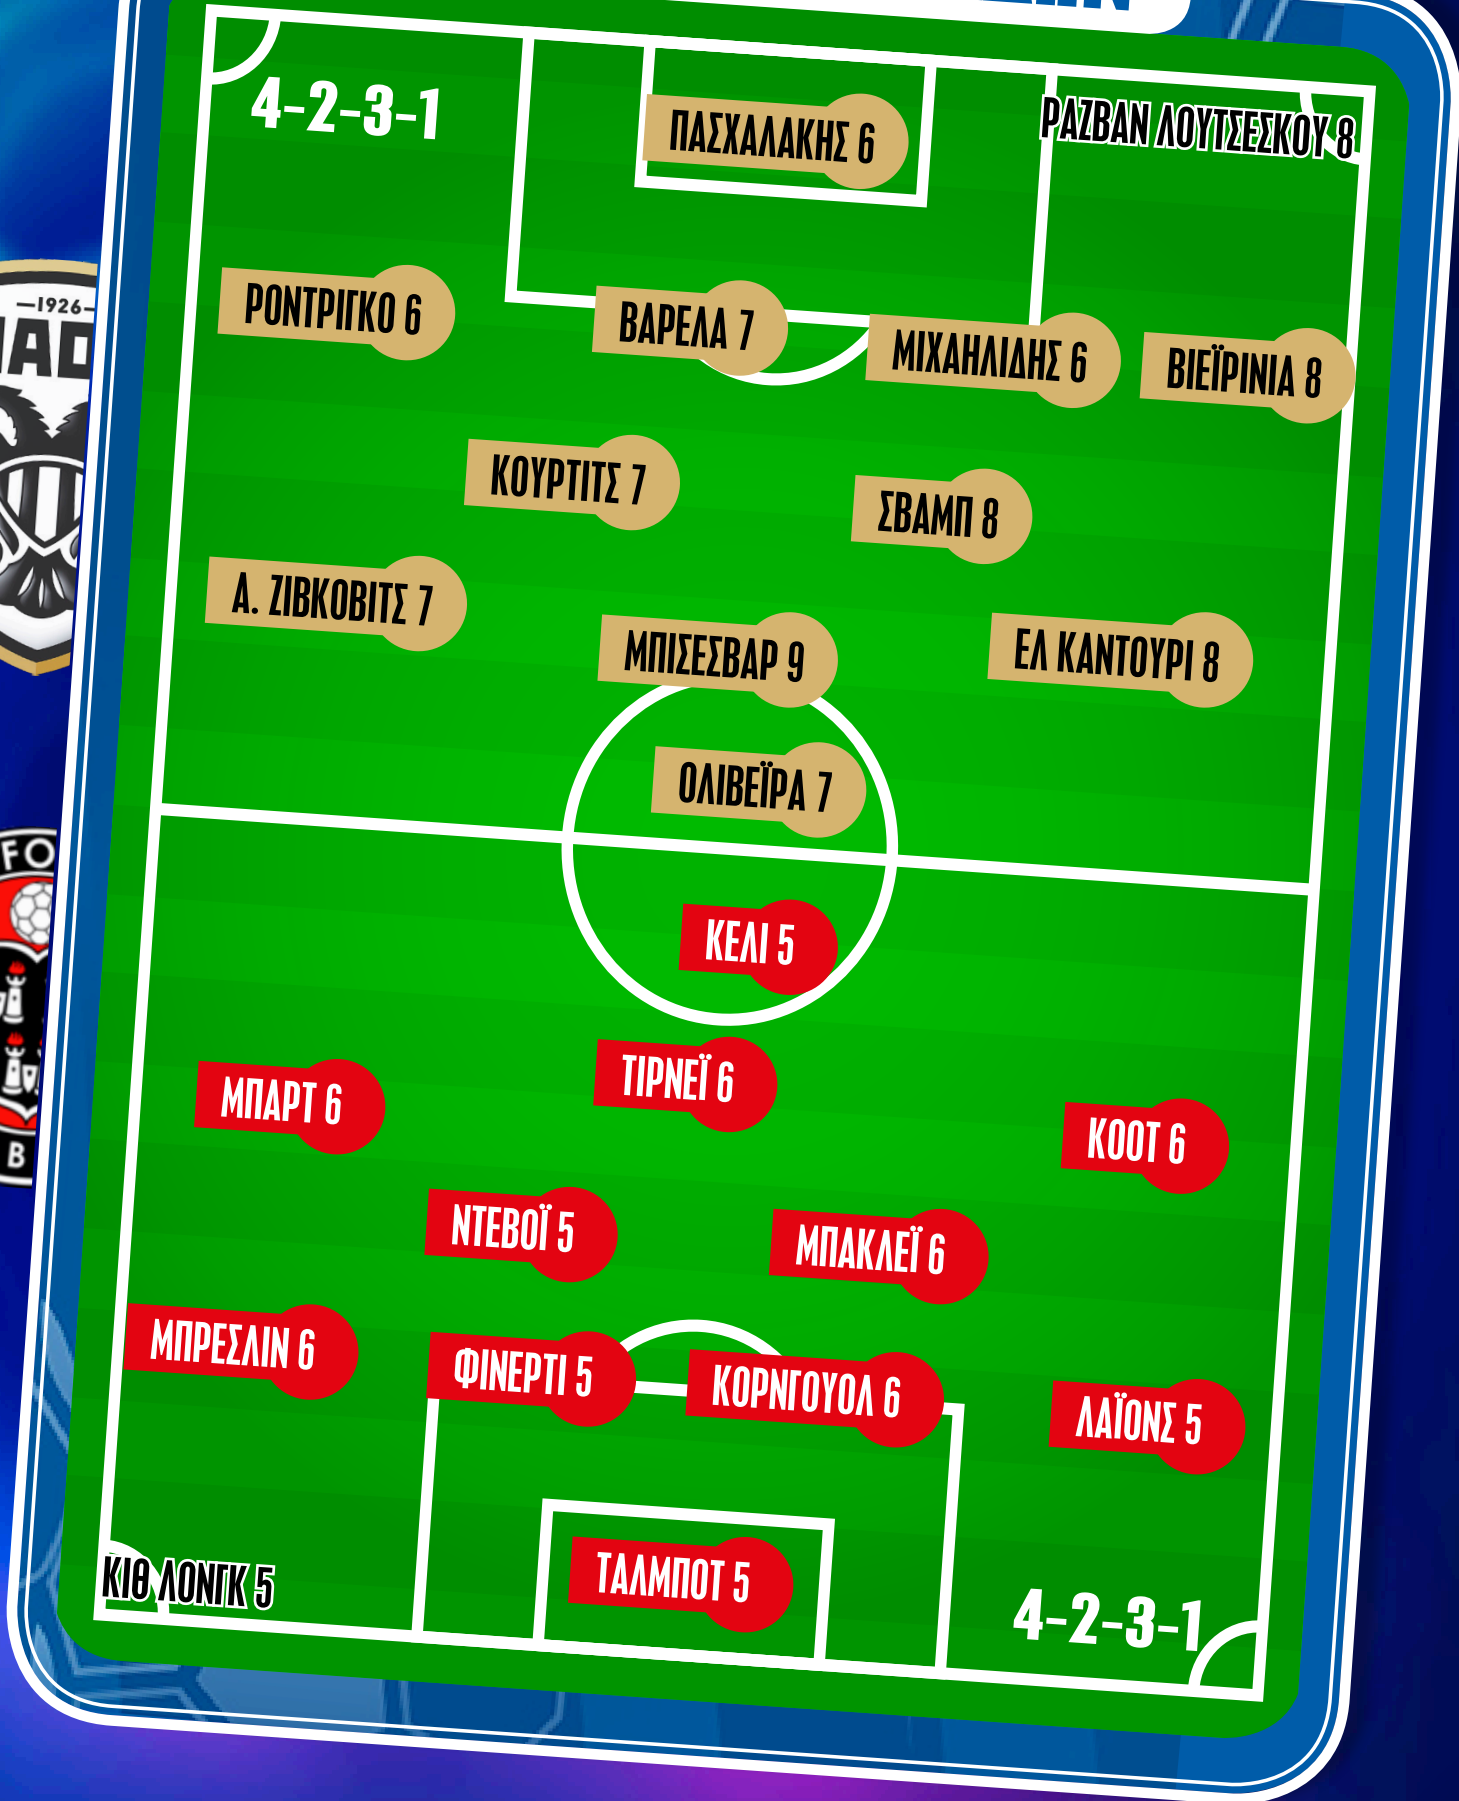 4-2-3-1
ΡΑΖΒΑΝ ΛΟΥΤΣΕΣΚΟΥ 8
ΠΑΣΧΑΛΑΚΗΣ 6
ΡΟΝΤΡΙΓΚΟ 6
ΒΑΡΕΛΑ 7
ΜΙΧΑΗΛΙΔΗΣ 6
ΒΙΕΪΡΙΝΙΑ 8
—1926—
ΚΟΥΡΤΙΤΣ 7
ΣΒΑΜΠ 8
Α. ΖΙΒΚΟΒΙΤΣ 7
ΜΠΙΣΕΣΒΑΡ 9
ΕΛ ΚΑΝΤΟΥΡΙ 8
ΟΛΙΒΕΪΡΑ 7
ΚΕΛΙ 5
ΜΠΑΡΤ 6
ΤΙΡΝΕΪ 6
ΚΟΟΤ 6
ΝΤΕΒΟΪ 5
ΜΠΑΚΛΕΪ 6
ΜΠΡΕΣΛΙΝ 6
ΦΙΝΕΡΤΙ 5
ΚΟΡΝΓΟΥΟΛ 6
ΛΑΪΟΝΣ 5
ΤΑΛΜΠΟΤ 5
ΚΙΘ ΛΟΝΓΚ 5
4-2-3-1